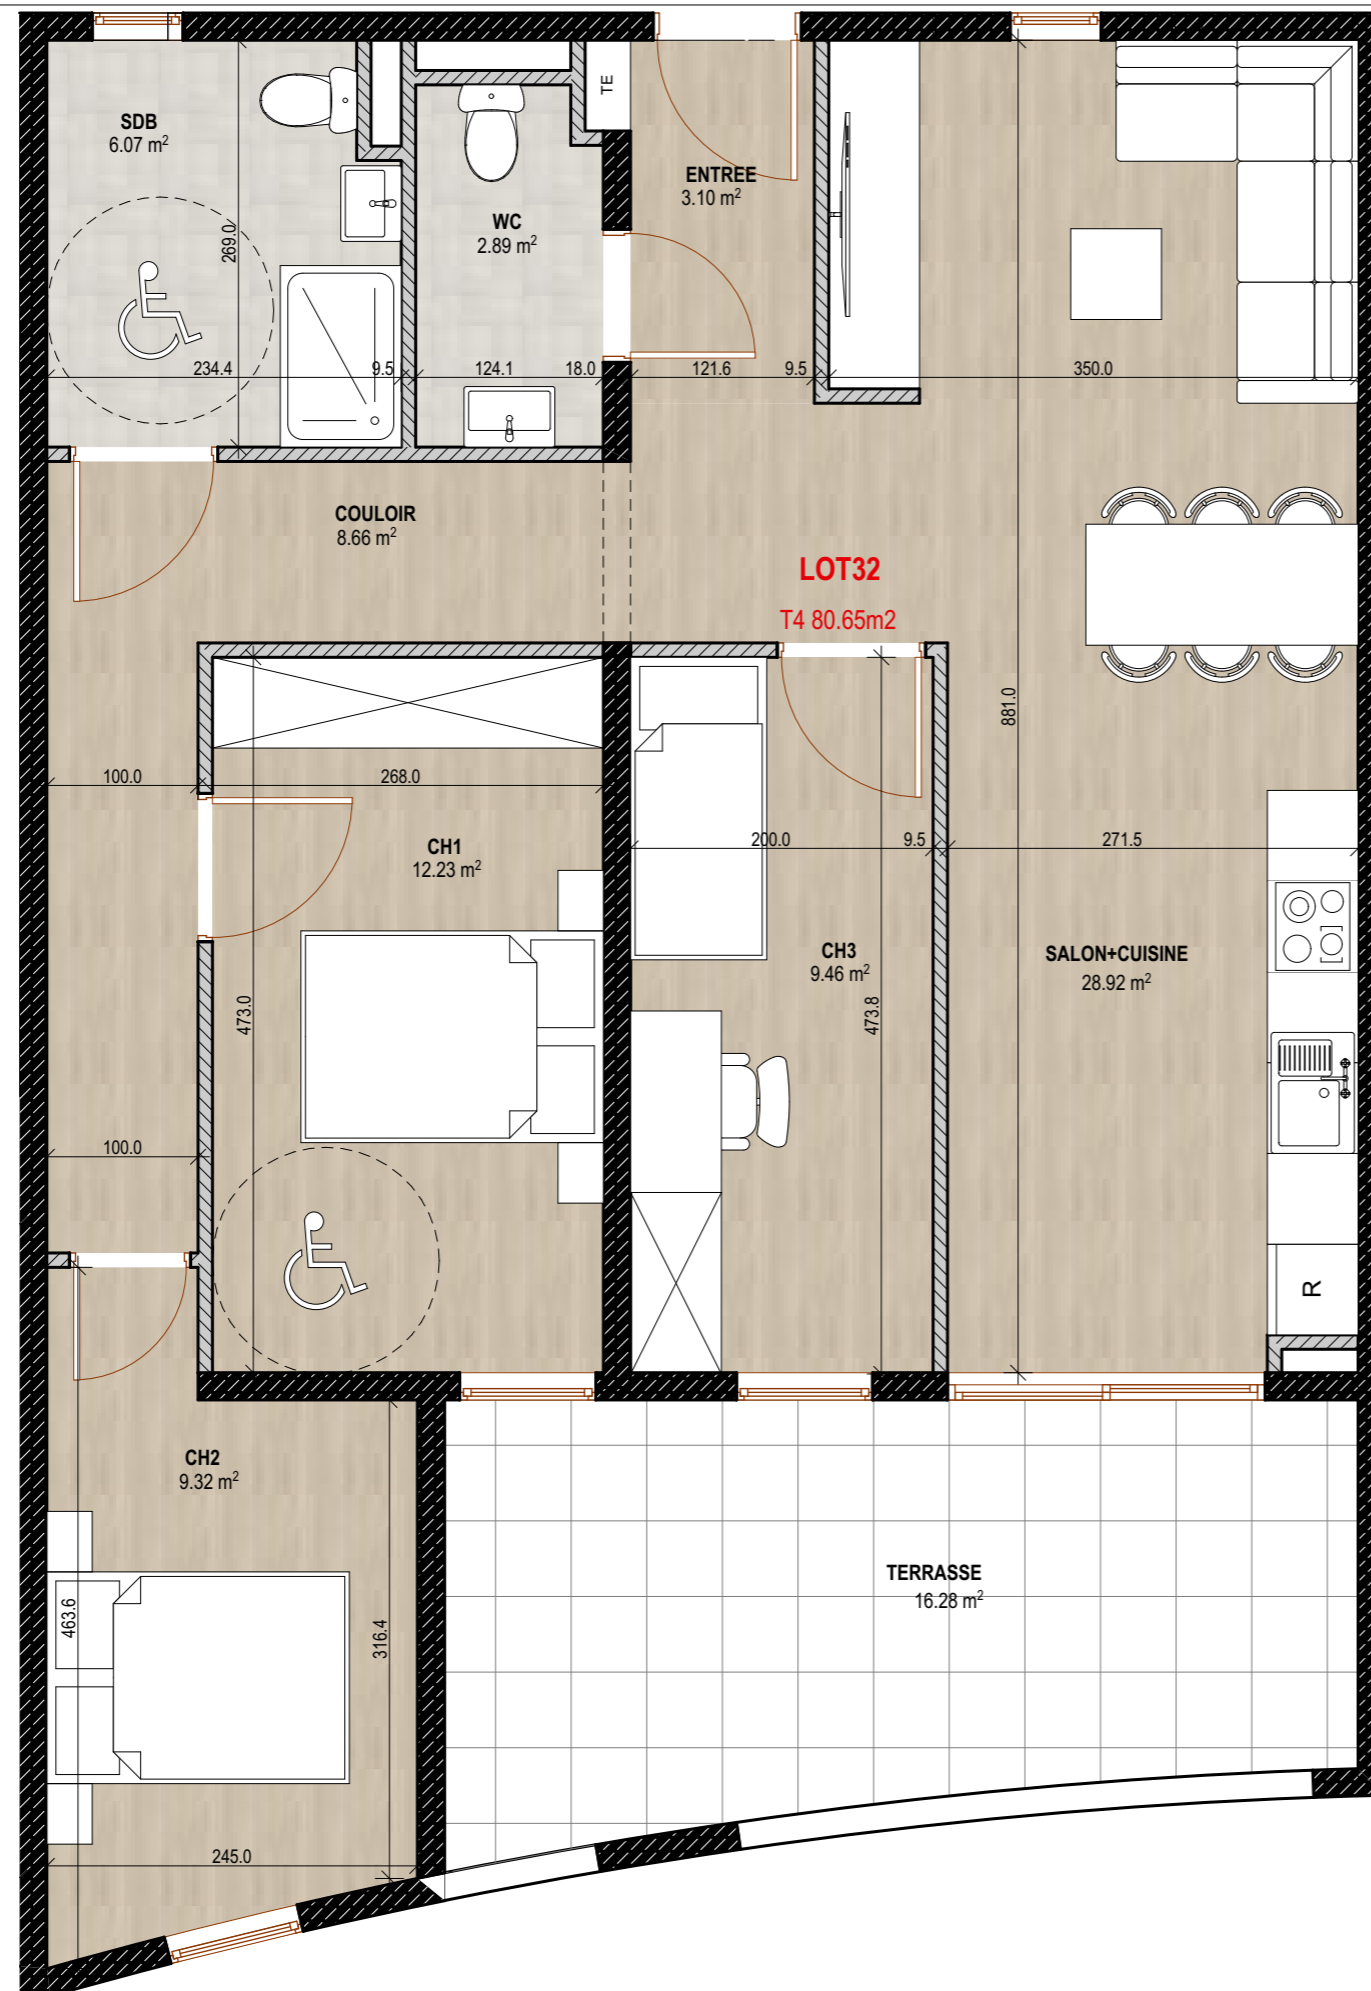 SDB
6.07 m²
TE
ENTREE
3.10 m²
WC
2.89 m²
269.0
234.4
9.5
124.1
18.0
121.6
9.5
350.0
COULOIR
8.66 m²
LOT32
T4 80.65m2
881.0
100.0
268.0
CH1
12.23 m²
200.0
9.5
271.5
CH3
9.46 m²
SALON+CUISINE
28.92 m²
473.0
473.8
100.0
R
CH2
9.32 m²
TERRASSE
16.28 m²
463.6
316.4
245.0